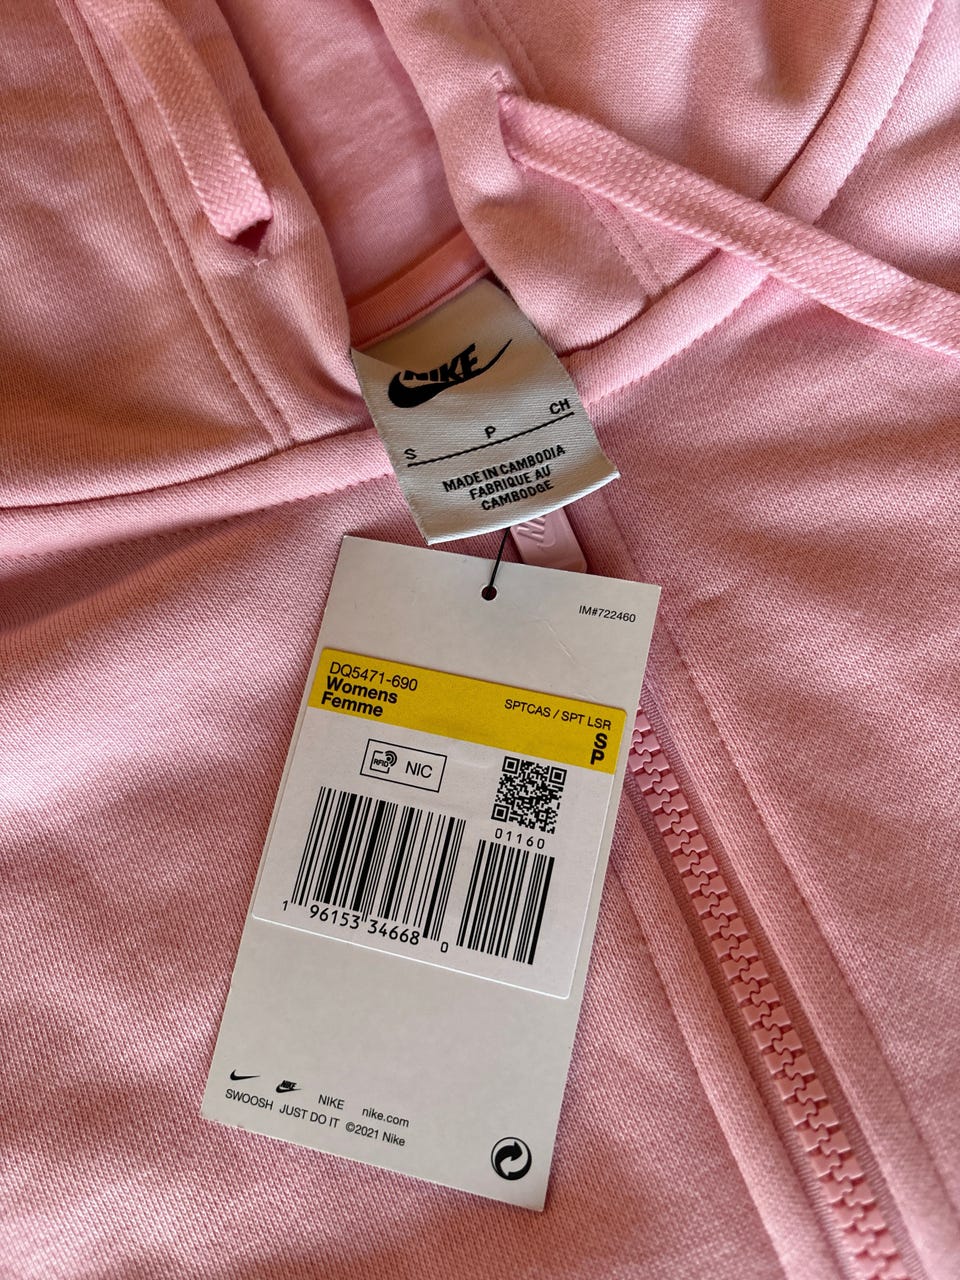 NIKE
S P CH
MADE IN CAMBODIA
FABRIQUE AU
CAMBODGE
IM#722460
DQ5471-690
Womens
Femme
SPTCAS / SPT LSR
S
P
RFID NIC
01160
1 96153 34668 0
NIKE NIKE nike.com
SWOOSH JUST DO IT ©2021 Nike